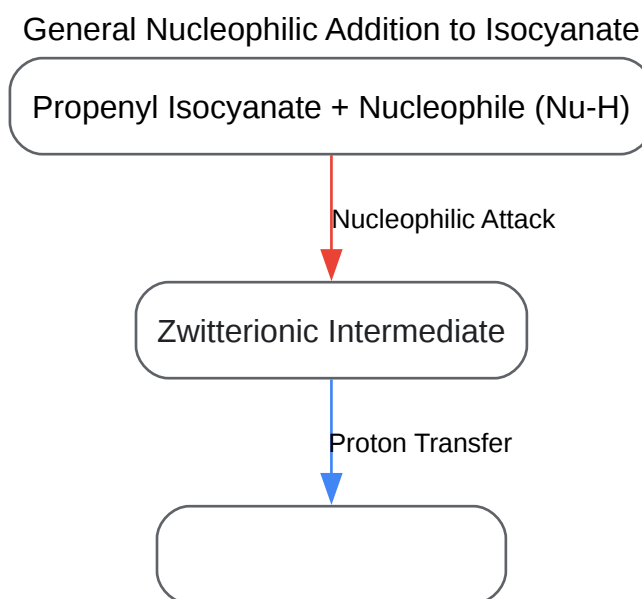 General Nucleophilic Addition to Isocyanate
Propenyl Isocyanate + Nucleophile (Nu-H)
Nucleophilic Attack
Zwitterionic Intermediate
Proton Transfer